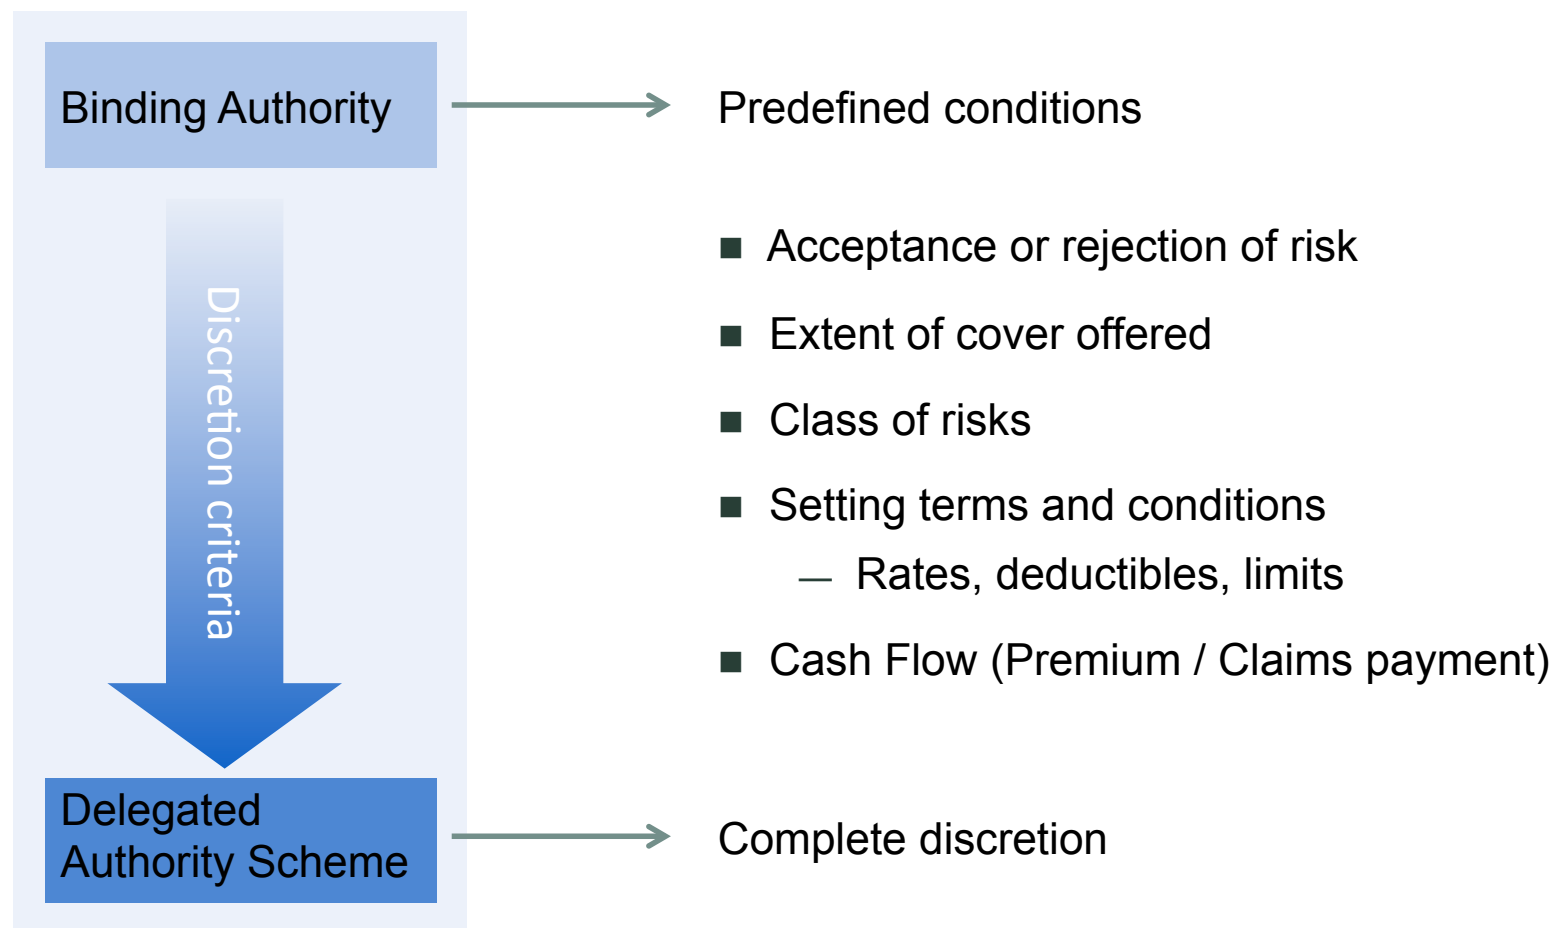 Binding Authority
Predefined conditions
Discretion criteria
■ Acceptance or rejection of risk
■ Extent of cover offered
■ Class of risks
■ Setting terms and conditions
— Rates, deductibles, limits
■ Cash Flow (Premium / Claims payment)
Delegated
Authority Scheme
Complete discretion